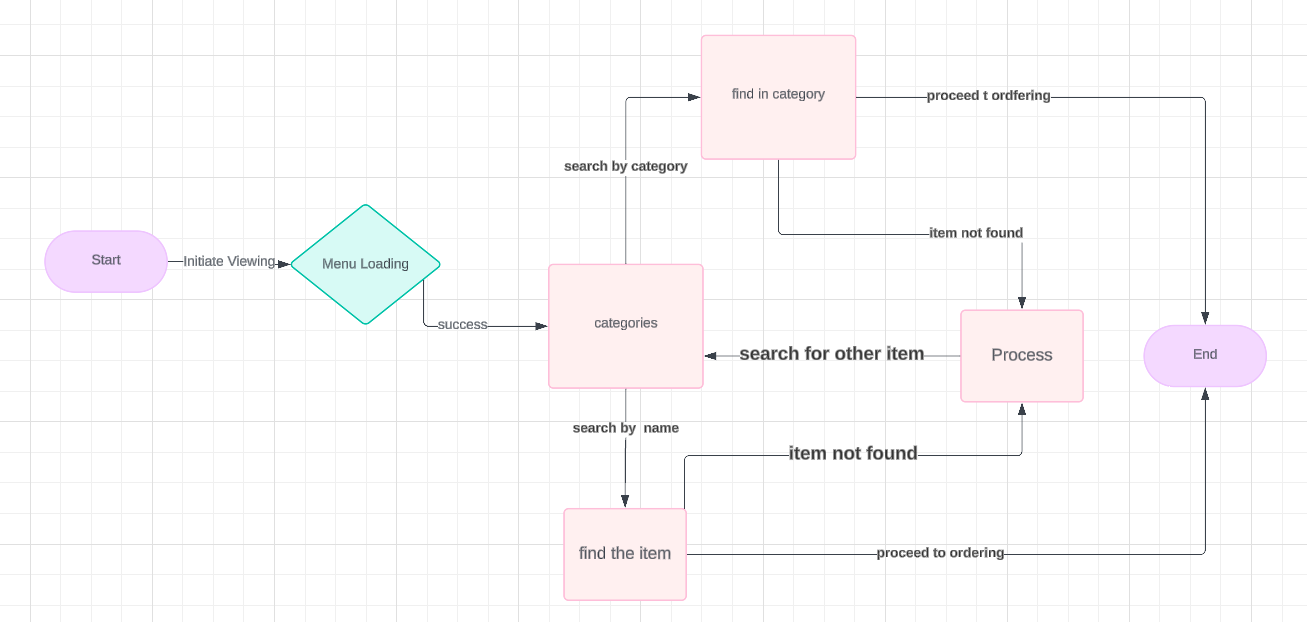 find in category
proceed t ordfering
search by category
item not found
Start
Initiate Viewing
Menu Loading
success
categories
search for other item
Process
End
search by  name
item not found
find the item
proceed to ordering